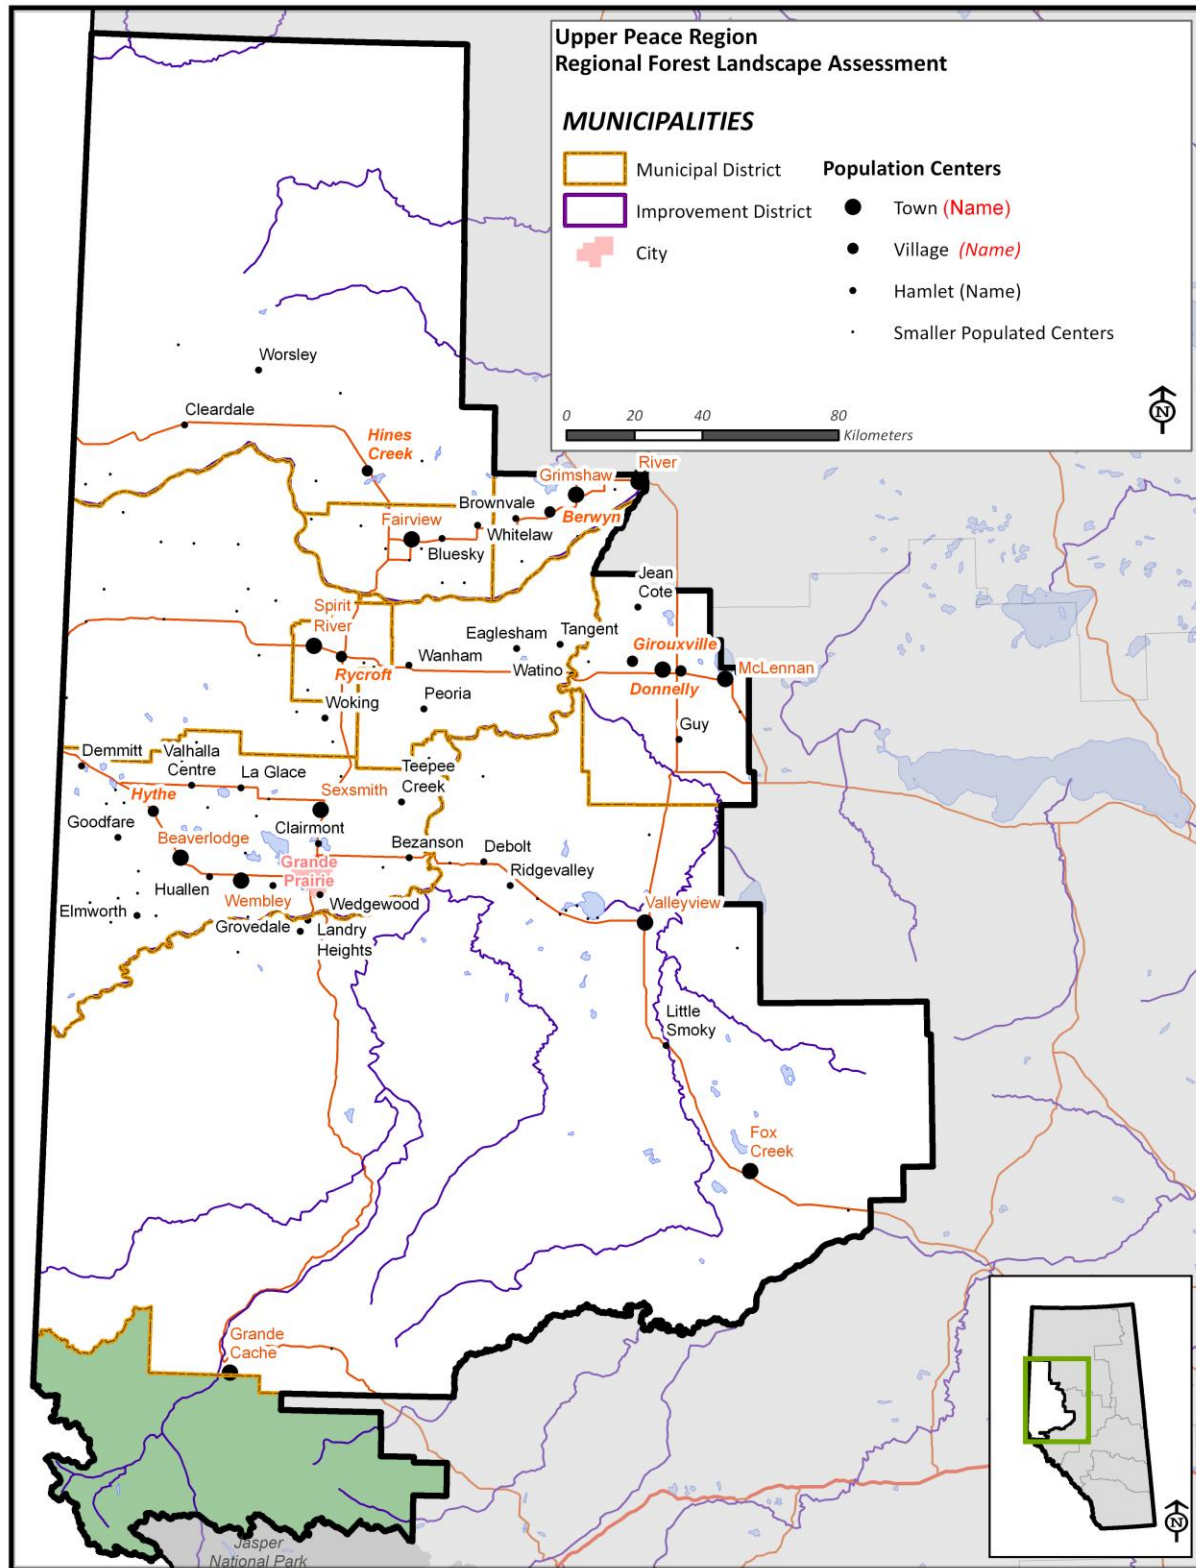 Upper Peace Region
Regional Forest Landscape Assessment
MUNICIPALITIES
Municipal District
Improvement District
City
Population Centers
Town (Name)
Village (Name)
Hamlet (Name)
Smaller Populated Centers
0 20 40 80
Kilometers
N
Worsley
Cleardale
Hines
Creek
River
Grimshaw
Brownvale
Berwyn
Fairview
Whitelaw
Bluesky
Jean
Cote
Spirit
River
Eaglesham
Tangent
Girouxville
Rycroft
Wanham
Watino
McLennan
Donnelly
Peoria
Woking
Guy
Demmitt
Valhalla
Centre
La Glace
Teepee
Creek
Hythe
Sexsmith
Goodfare
Clairmont
Beaverlodge
Bezanson
Debolt
Grande
Prairie
Ridgevalley
Huallen
Wembley
Wedgewood
Valleyview
Elmworth
Grovedale
Landry
Heights
Little
Smoky
Fox
Creek
Grande
Cache
Jasper
National Park
N